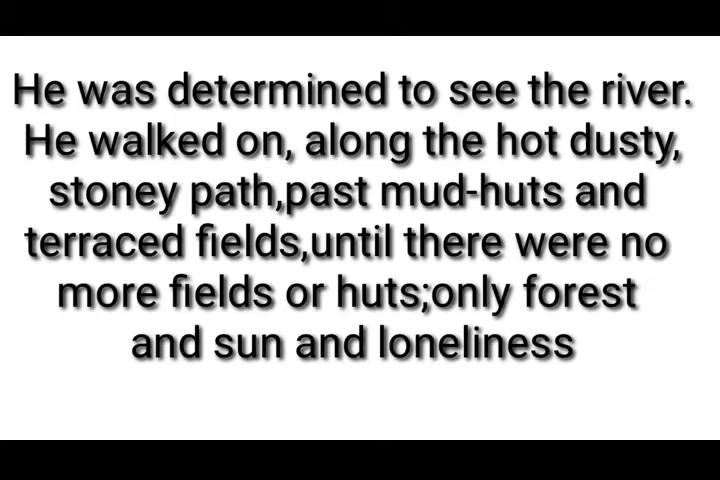 He was determined to see the river.
He walked on, along the hot dusty,
stoney path,past mud-huts and
terraced fields,until there were no
more fields or huts;only forest
and sun and loneliness